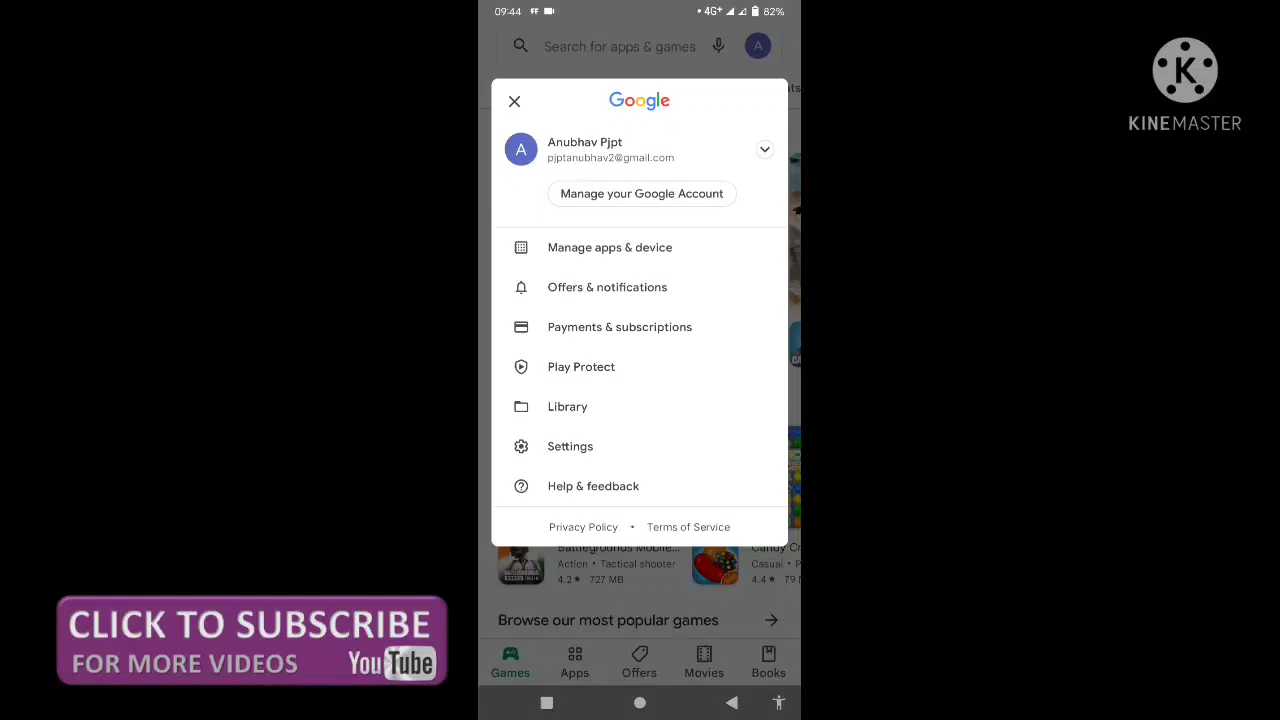 09:44
4G+
82%
Search for apps & games
A
Google
KINEMASTER
Anubhav Pjpt
A
pjptanubhav2@gmail.com
Manage your Google Account
Manage apps & device
Offers & notifications
Payments & subscriptions
Play Protect
Library
Settings
Help & feedback
Privacy Policy • Terms of Service
Battlegrounds Mobile...
Action • Tactical shooter
4.2★ 727 MB
Candy Cr
Casual • P
4.4★ 79
Browse our most popular games
CLICK TO SUBSCRIBE
FOR MORE VIDEOS YouTube
Games Apps Offers Movies Books